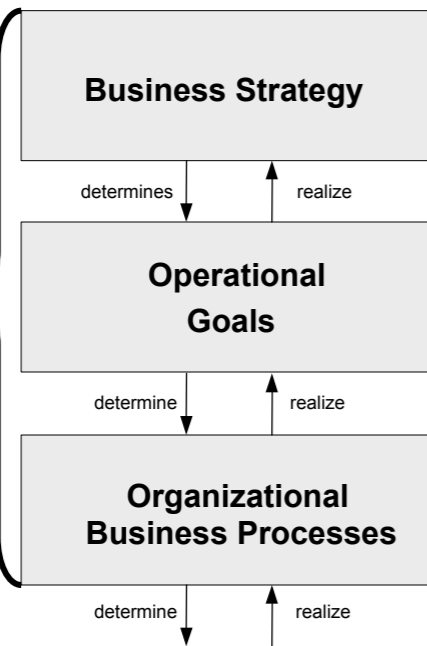 Business Strategy
determines realize
Operational
Goals
determine realize
Organizational
Business Processes
determine realize